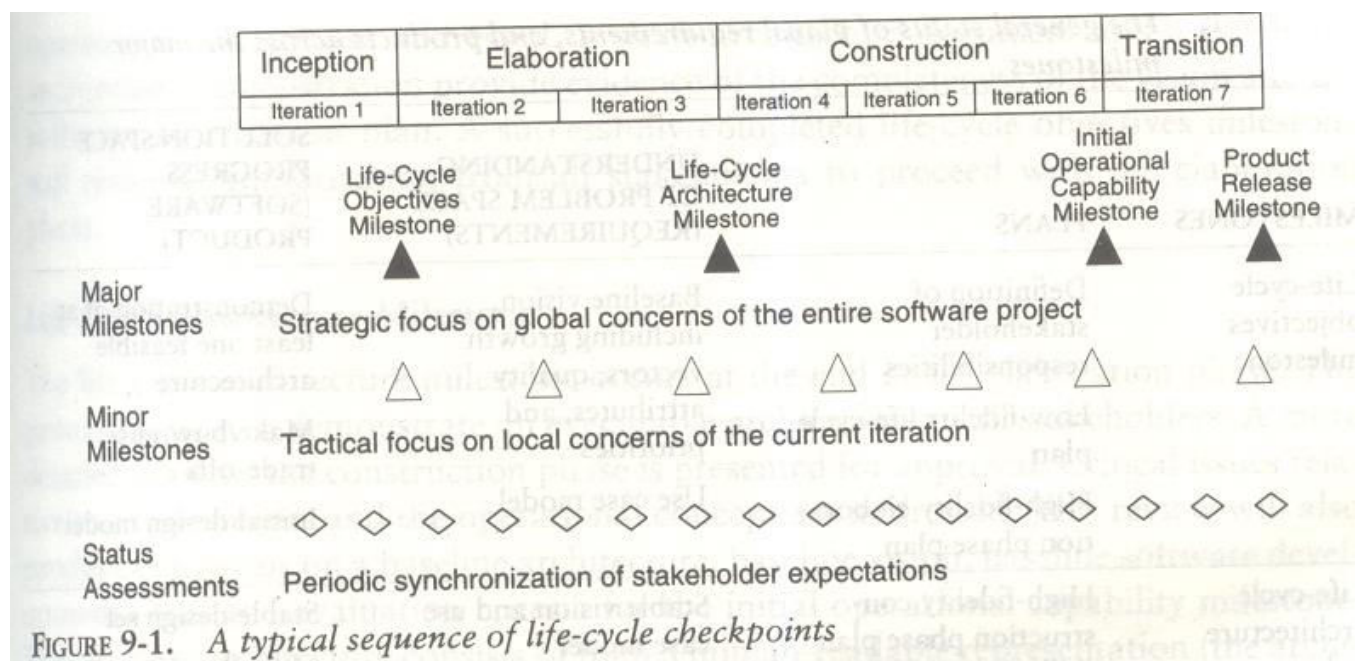 Inception Elaboration Construction Transition
Iteration 1 Iteration 2 Iteration 3 Iteration 4 Iteration 5 Iteration 6 Iteration 7
Life-Cycle
Objectives
Milestone
Life-Cycle
Architecture
Milestone
Initial
Operational
Capability
Milestone
Product
Release
Milestone
Major
Milestones
Strategic focus on global concerns of the entire software project
Minor
Milestones
Tactical focus on local concerns of the current iteration
Status
Assessments
Periodic synchronization of stakeholder expectations
FIGURE 9-1. A typical sequence of life-cycle checkpoints